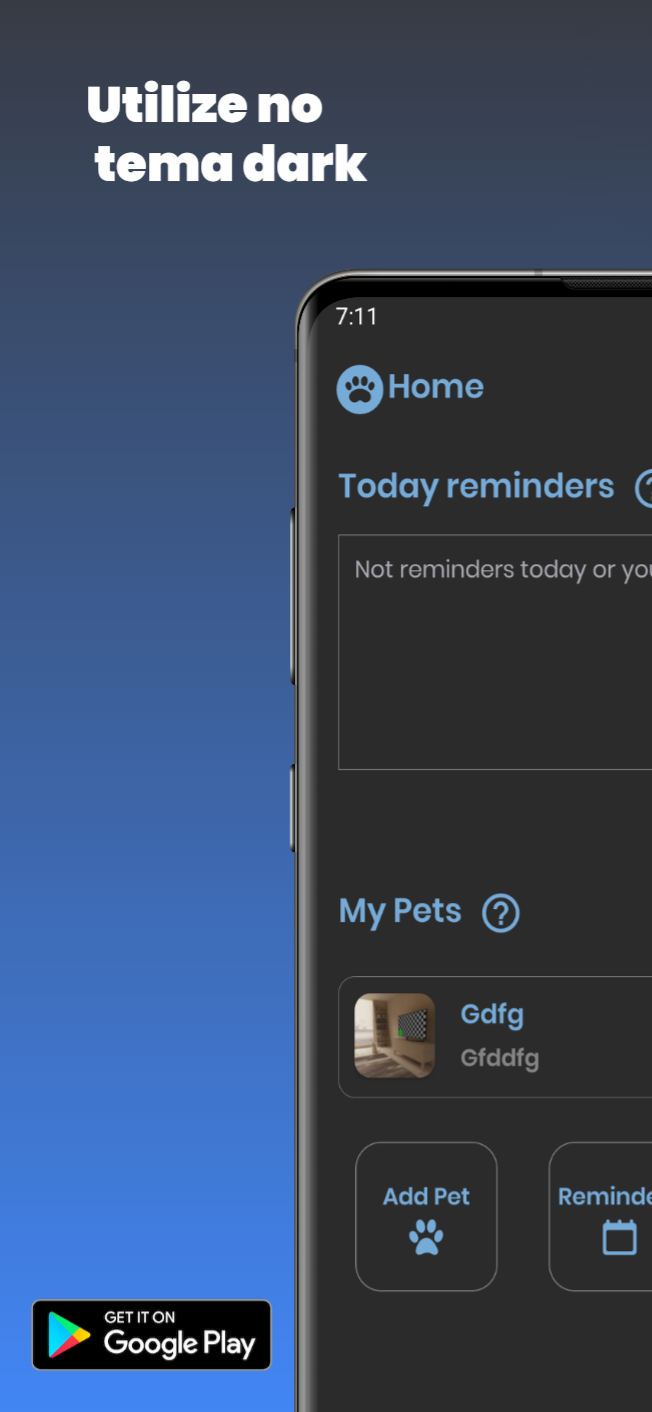 Utilize no
tema dark
7:11
Home
Today reminders
Not reminders today or you
My Pets
Gdfg
Gfddfg
Add Pet
Reminde
GET IT ON
Google Play